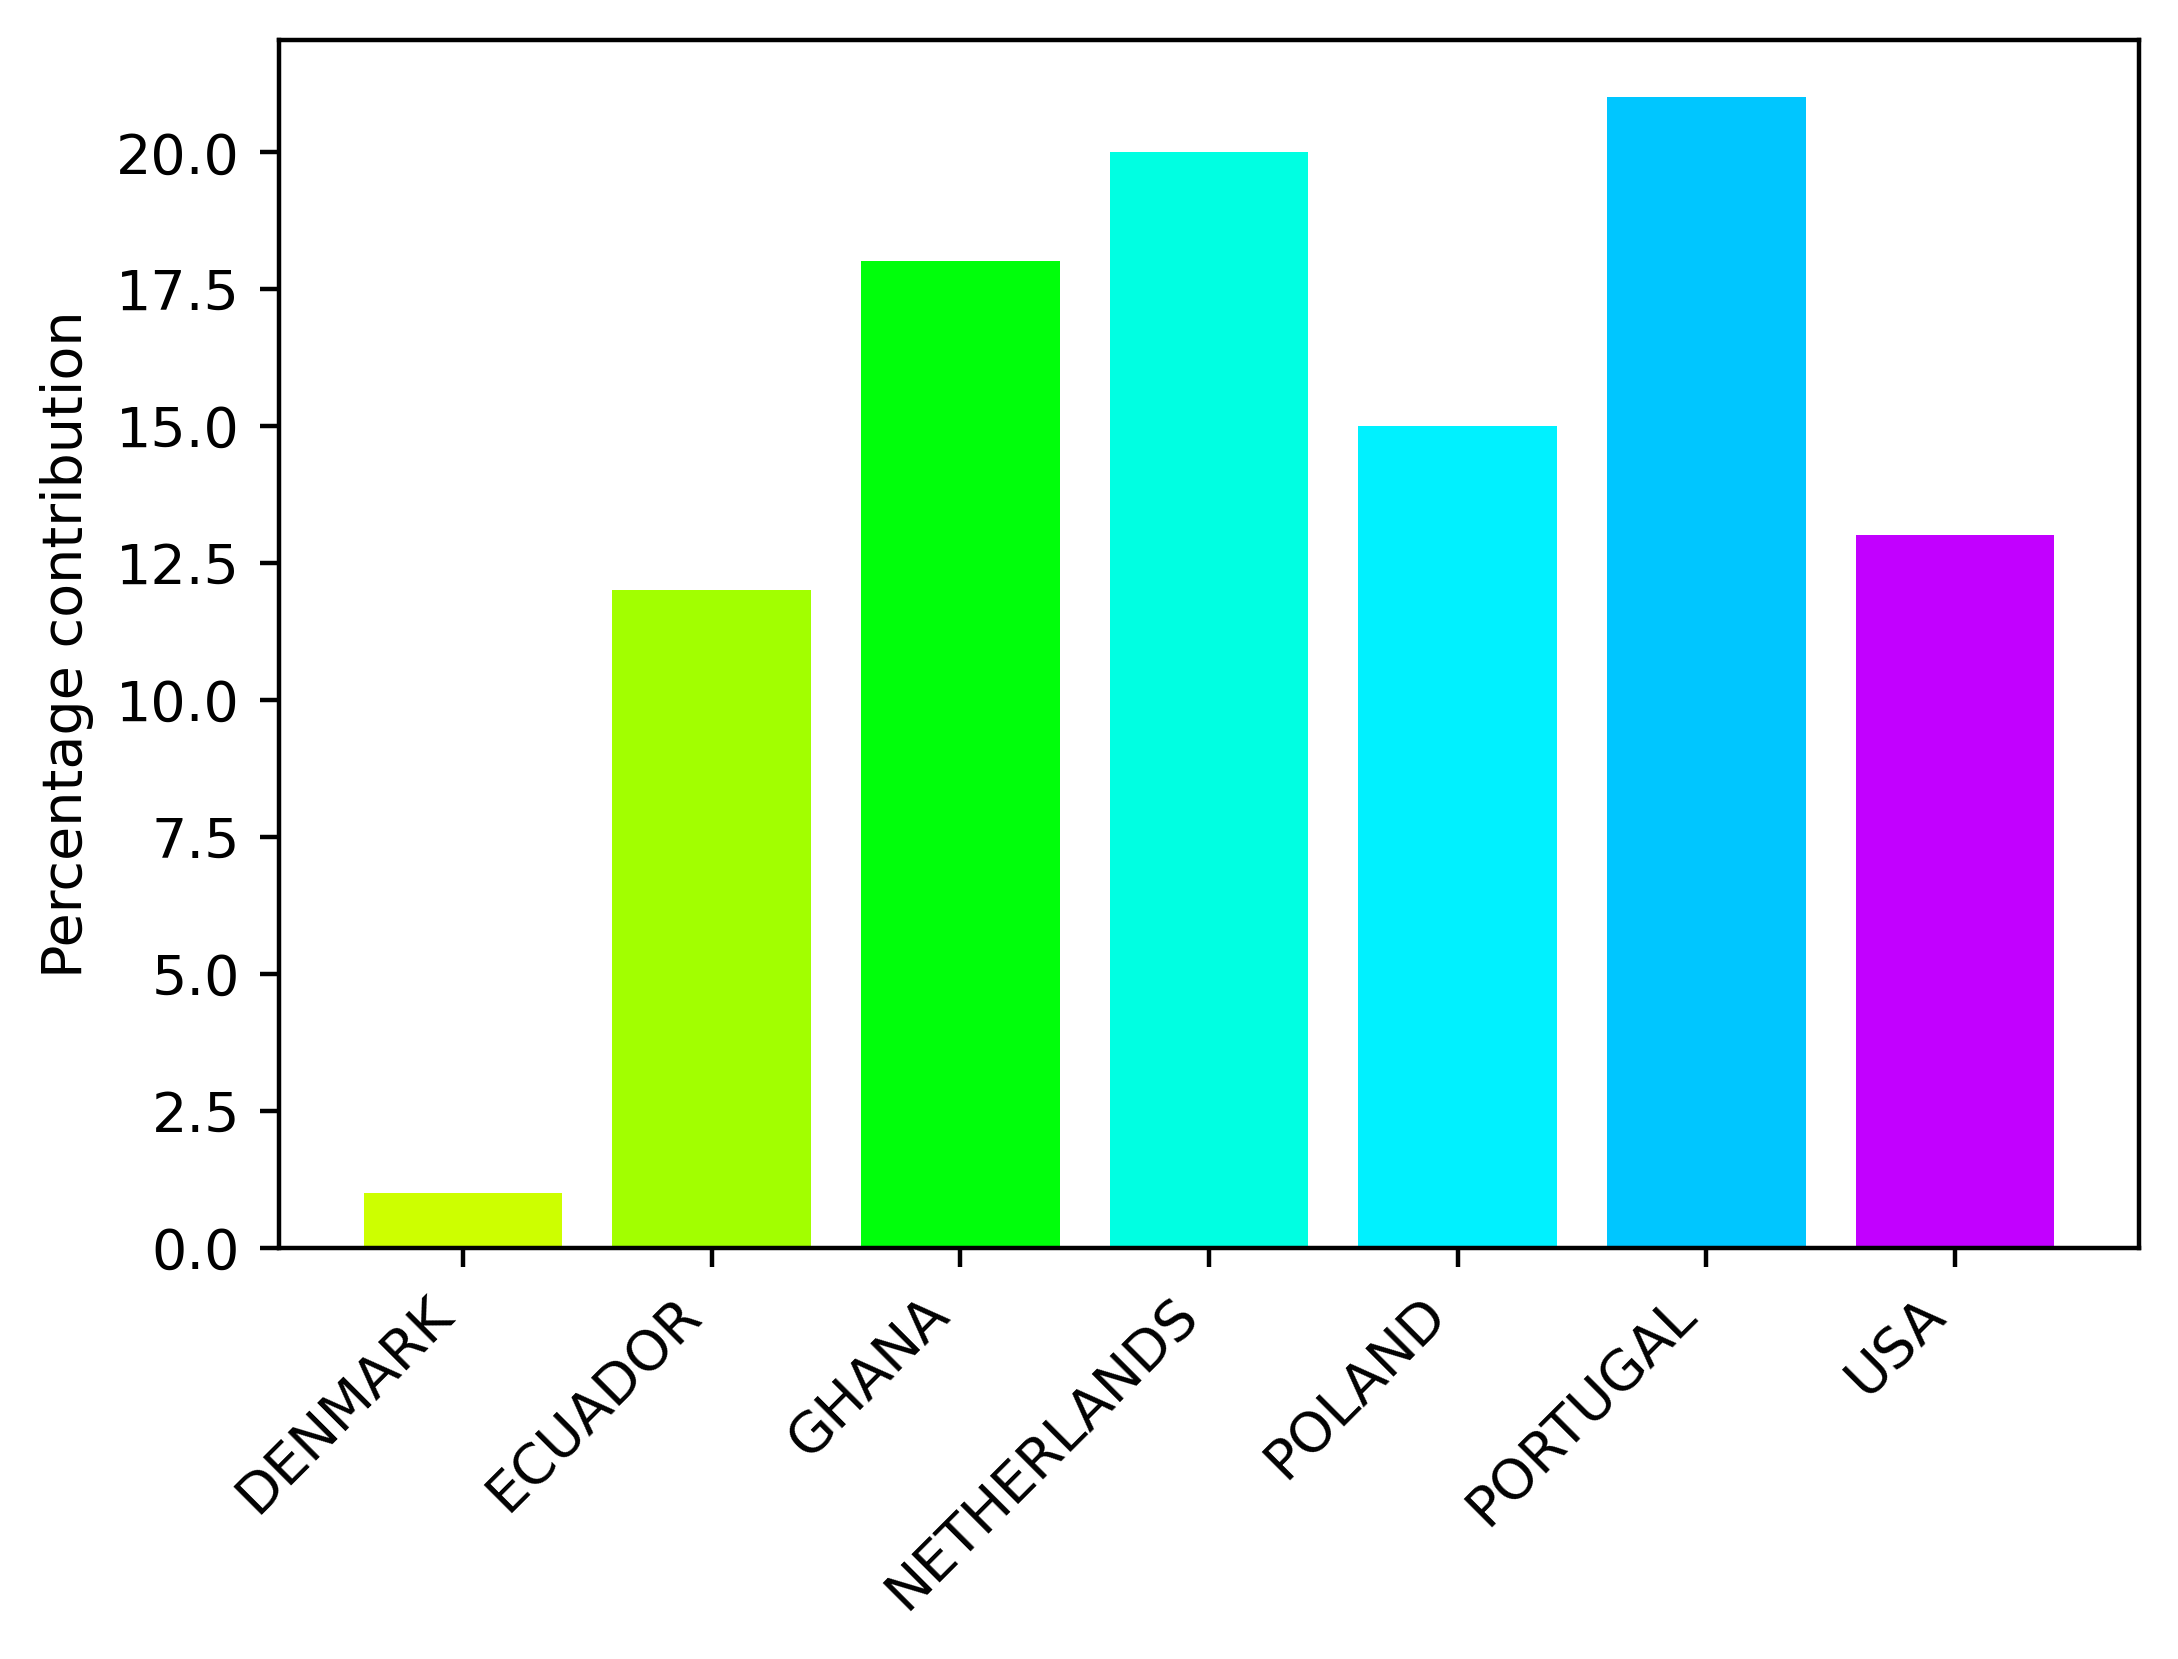 Percentage contribution
20.0
17.5
15.0
12.5
10.0
7.5
5.0
2.5
0.0
DENMARK
ECUADOR
GHANA
NETHERLANDS
POLAND
PORTUGAL
USA